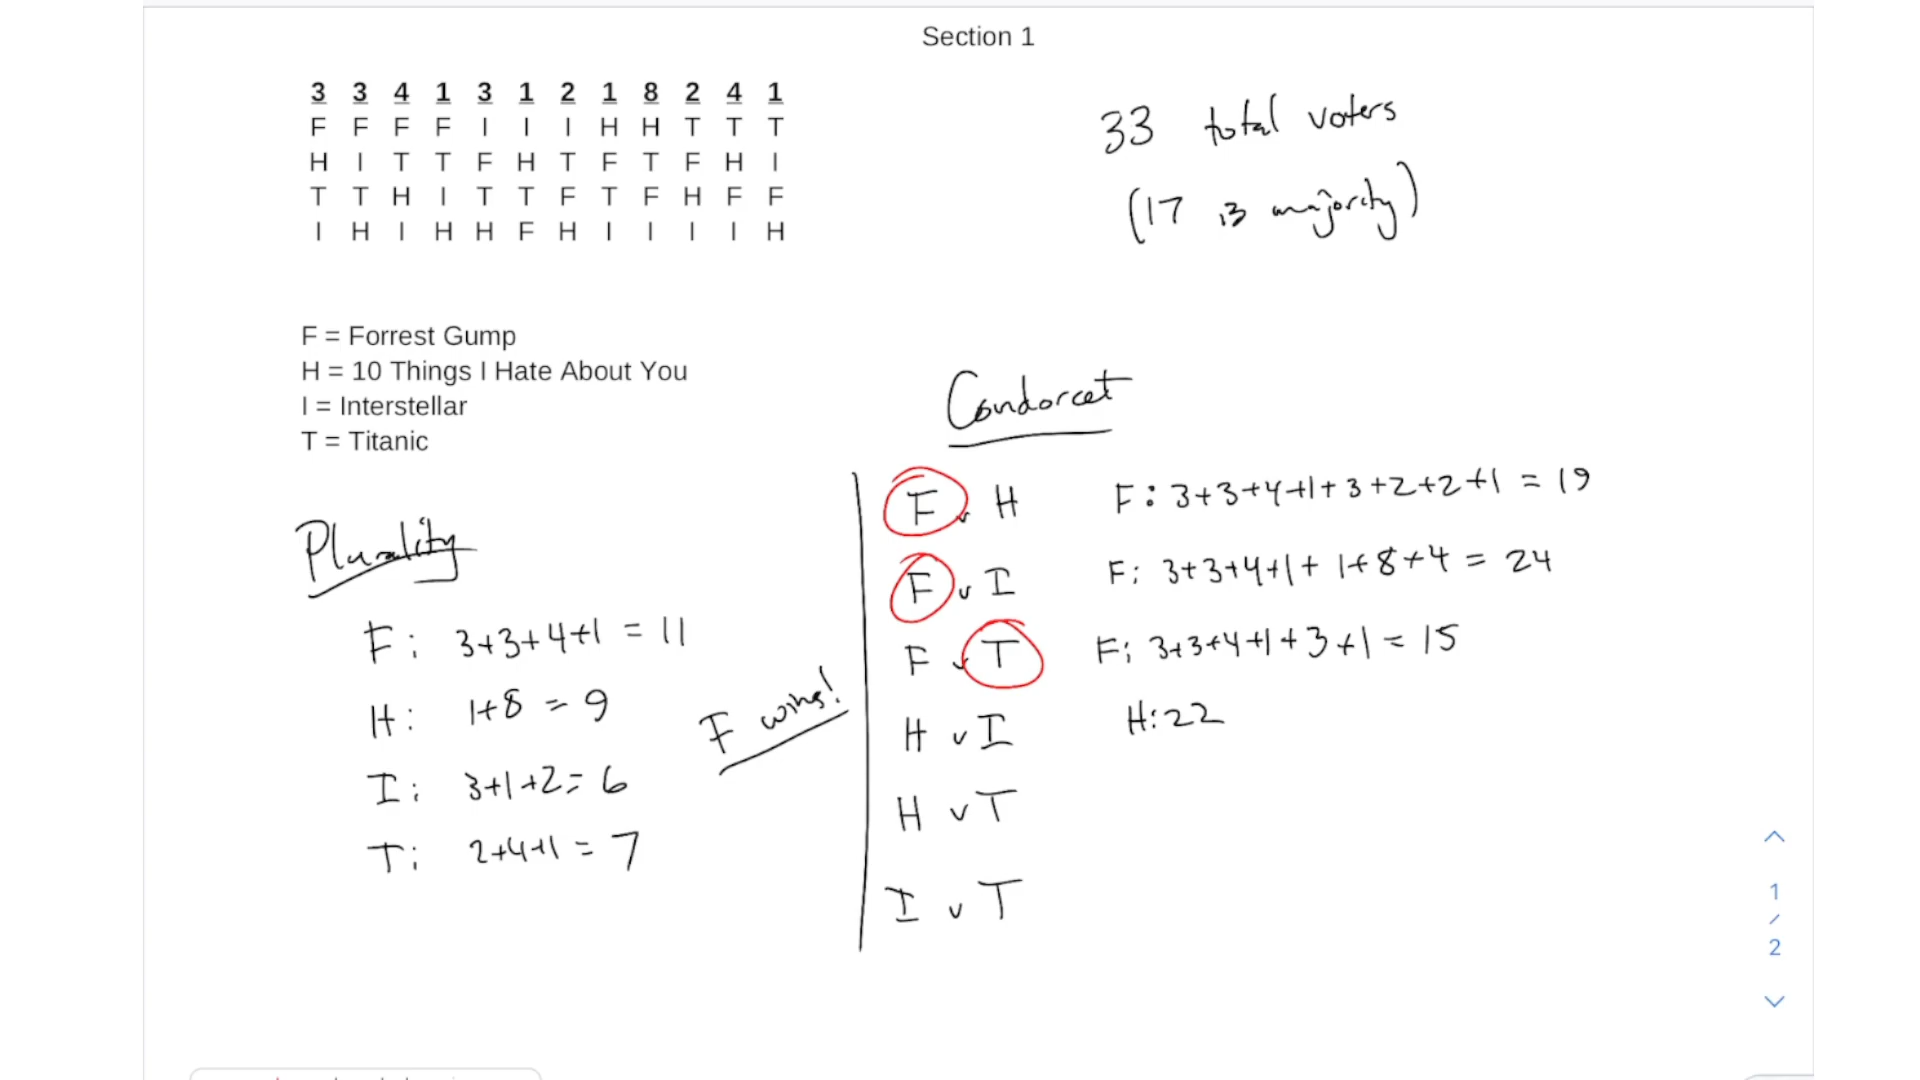 Section 1
3 3 4 1 3 1 2 1 8 2 4 1
F F F F I I I H H T T T
H I T T F H T F T F H I
T T H I T T F T F H F F
I H I H H F H I I I I H
33 total voters
(17 is majority)
F = Forrest Gump
H = 10 Things I Hate About You
I = Interstellar
T = Titanic
Plurality
F: 3+3+4+1 = 11
H: 1+8 = 9
I: 3+1+2 = 6
T: 2+4+1 = 7
F wins!
Condorcet
F v H F: 3+3+4+1+3+2+2+1 = 19
F v I F: 3+3+4+1+1+8+4 = 24
F v T F: 3+3+4+1+3+1 = 15
H v I H: 22
H v T
I v T
1
/
2